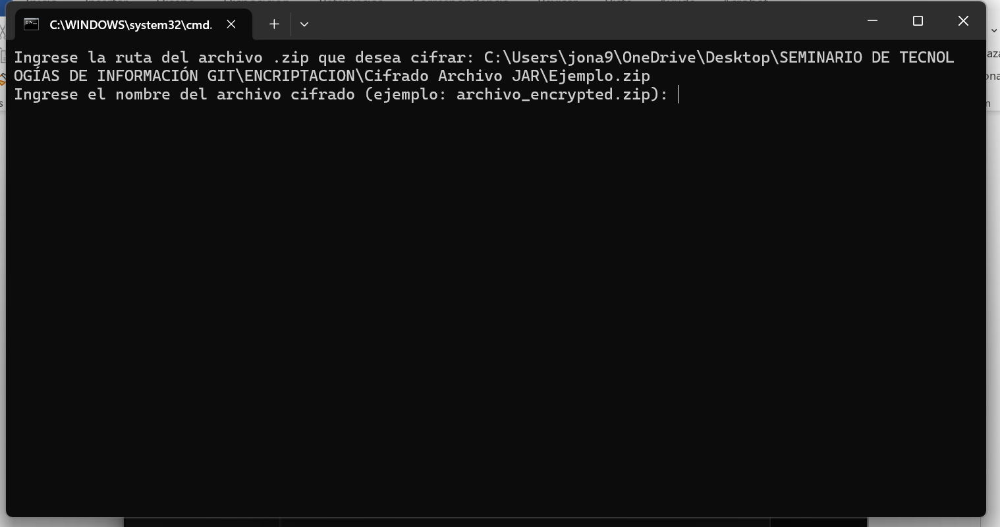 C:\WINDOWS\system32\cmd.
Ingrese la ruta del archivo .zip que desea cifrar: C:\Users\jona9\OneDrive\Desktop\SEMINARIO DE TECNOL
OGÍAS DE INFORMACIÓN GIT\ENCRIPTACION\Cifrado Archivo JAR\Ejemplo.zip
Ingrese el nombre del archivo cifrado (ejemplo: archivo_encrypted.zip):